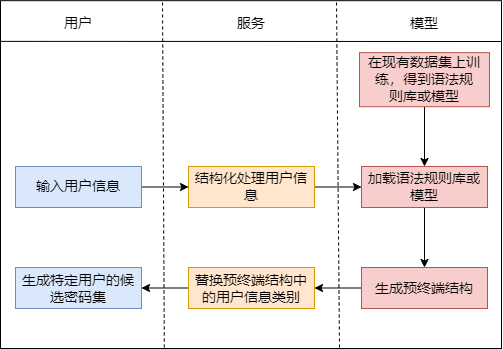 用户
服务
模型
在现有数据集上训
练，得到语法规
则库或模型
输入用户信息
结构化处理用户信
息
加载语法规则库或
模型
生成特定用户的候
选密码集
替换预终端结构中
的用户信息类别
生成预终端结构